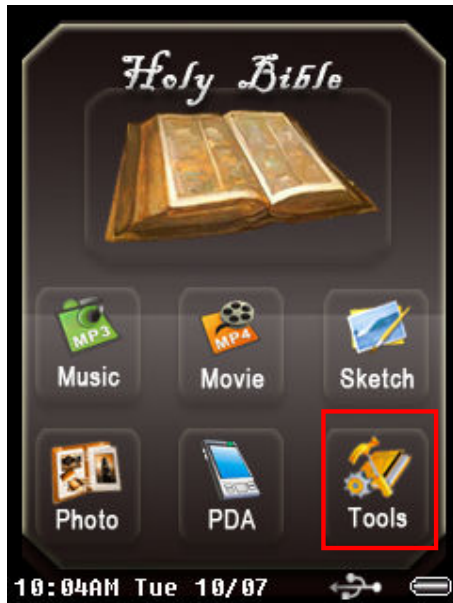 Holy Bible
MP3
MP4
Music Movie Sketch
Photo PDA Tools
10:04AM Tue 10/07